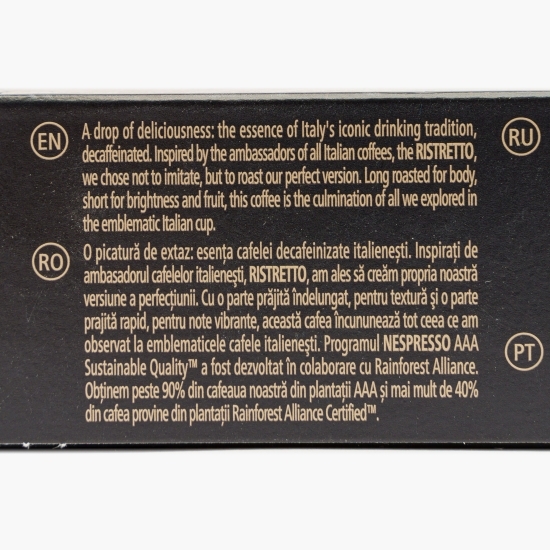 EN
A drop of deliciousness: the essence of Italy's iconic drinking tradition,
decaffeinated. Inspired by the ambassadors of all Italian coffees, the RISTRETTO,
we chose not to imitate, but to roast our perfect version. Long roasted for body,
short for brightness and fruit, this coffee is the culmination of all we explored in
the emblematic Italian cup.
RO
O picatură de extaz: esența cafelei decafeinizate italienești. Inspirați de
ambasadorul cafelelor italienești, RISTRETTO, am ales să creăm propria noastră
versiune a perfecțiunii. Cu o parte prăjită îndelungat, pentru textură și o parte
prăjită rapid, pentru note vibrante, această cafea încununează tot ceea ce am
observat la emblematicele cafele italienești. Programul NESPRESSO AAA
Sustainable Quality™ a fost dezvoltat în colaborare cu Rainforest Alliance.
Obținem peste 90% din cafeaua noastră din plantații AAA și mai mult de 40%
din cafea provine din plantații Rainforest Alliance Certified™.
RU
PT